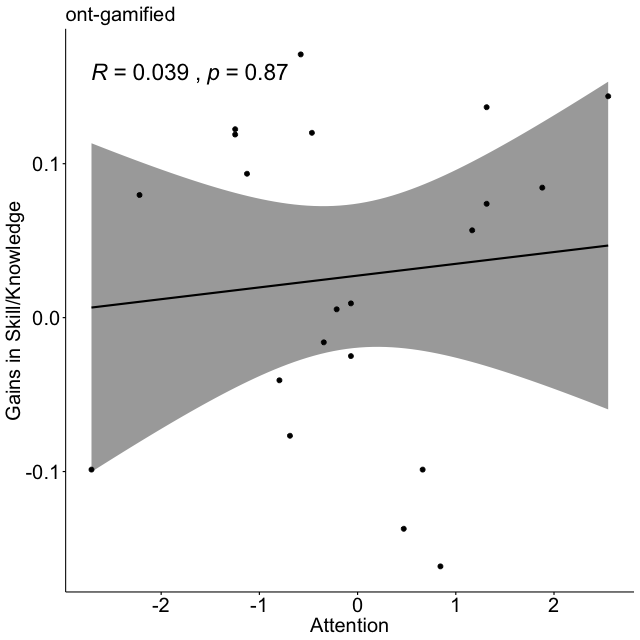 ont-gamified
R = 0.039 , p = 0.87
Gains in Skill/Knowledge
0.1
0.0
-0.1
-2 -1 0 1 2
Attention